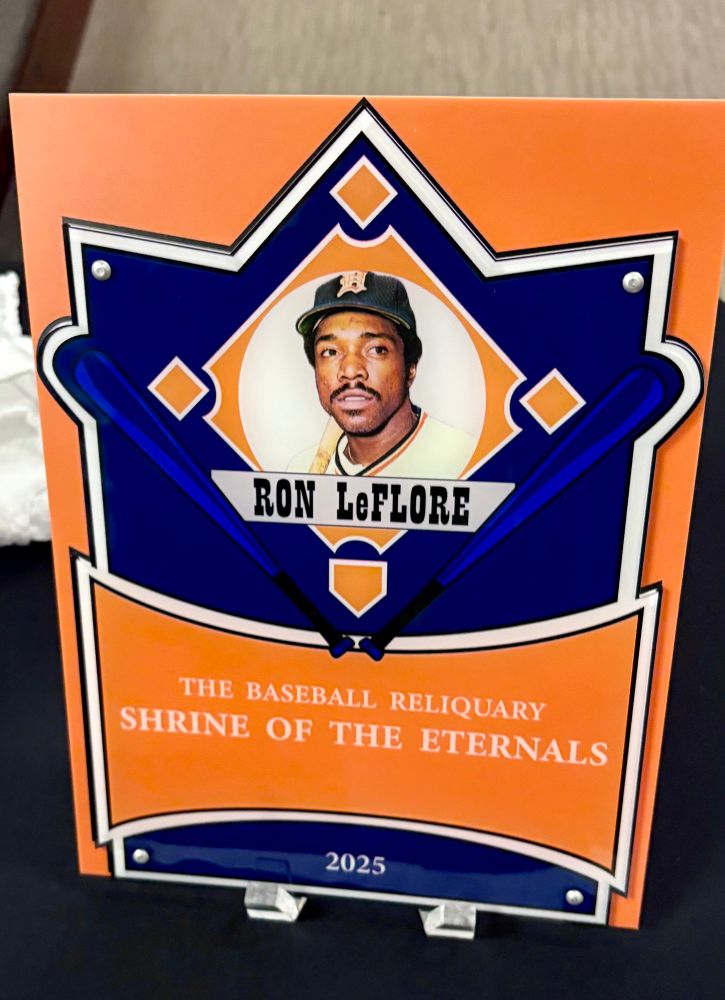 RON LeFLORE
THE BASEBALL RELIQUARY
SHRINE OF THE ETERNALS
2025